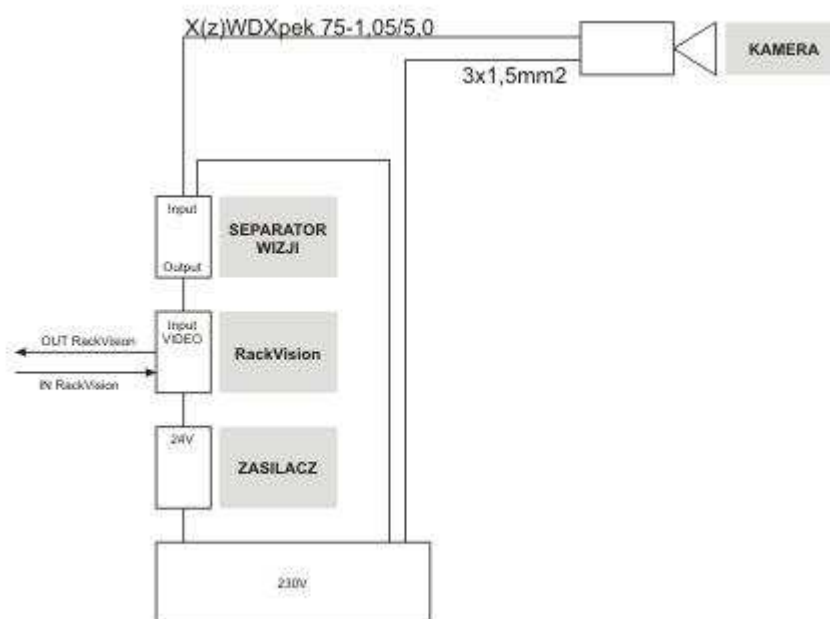 X(z)WDXpek 75-1,05/5,0
KAMERA
3x1,5mm2
Input
SEPARATOR
WIZJI
Output
Input
VIDEO
OUT RackVision
RackVision
IN RackVision
24V
ZASILACZ
230V